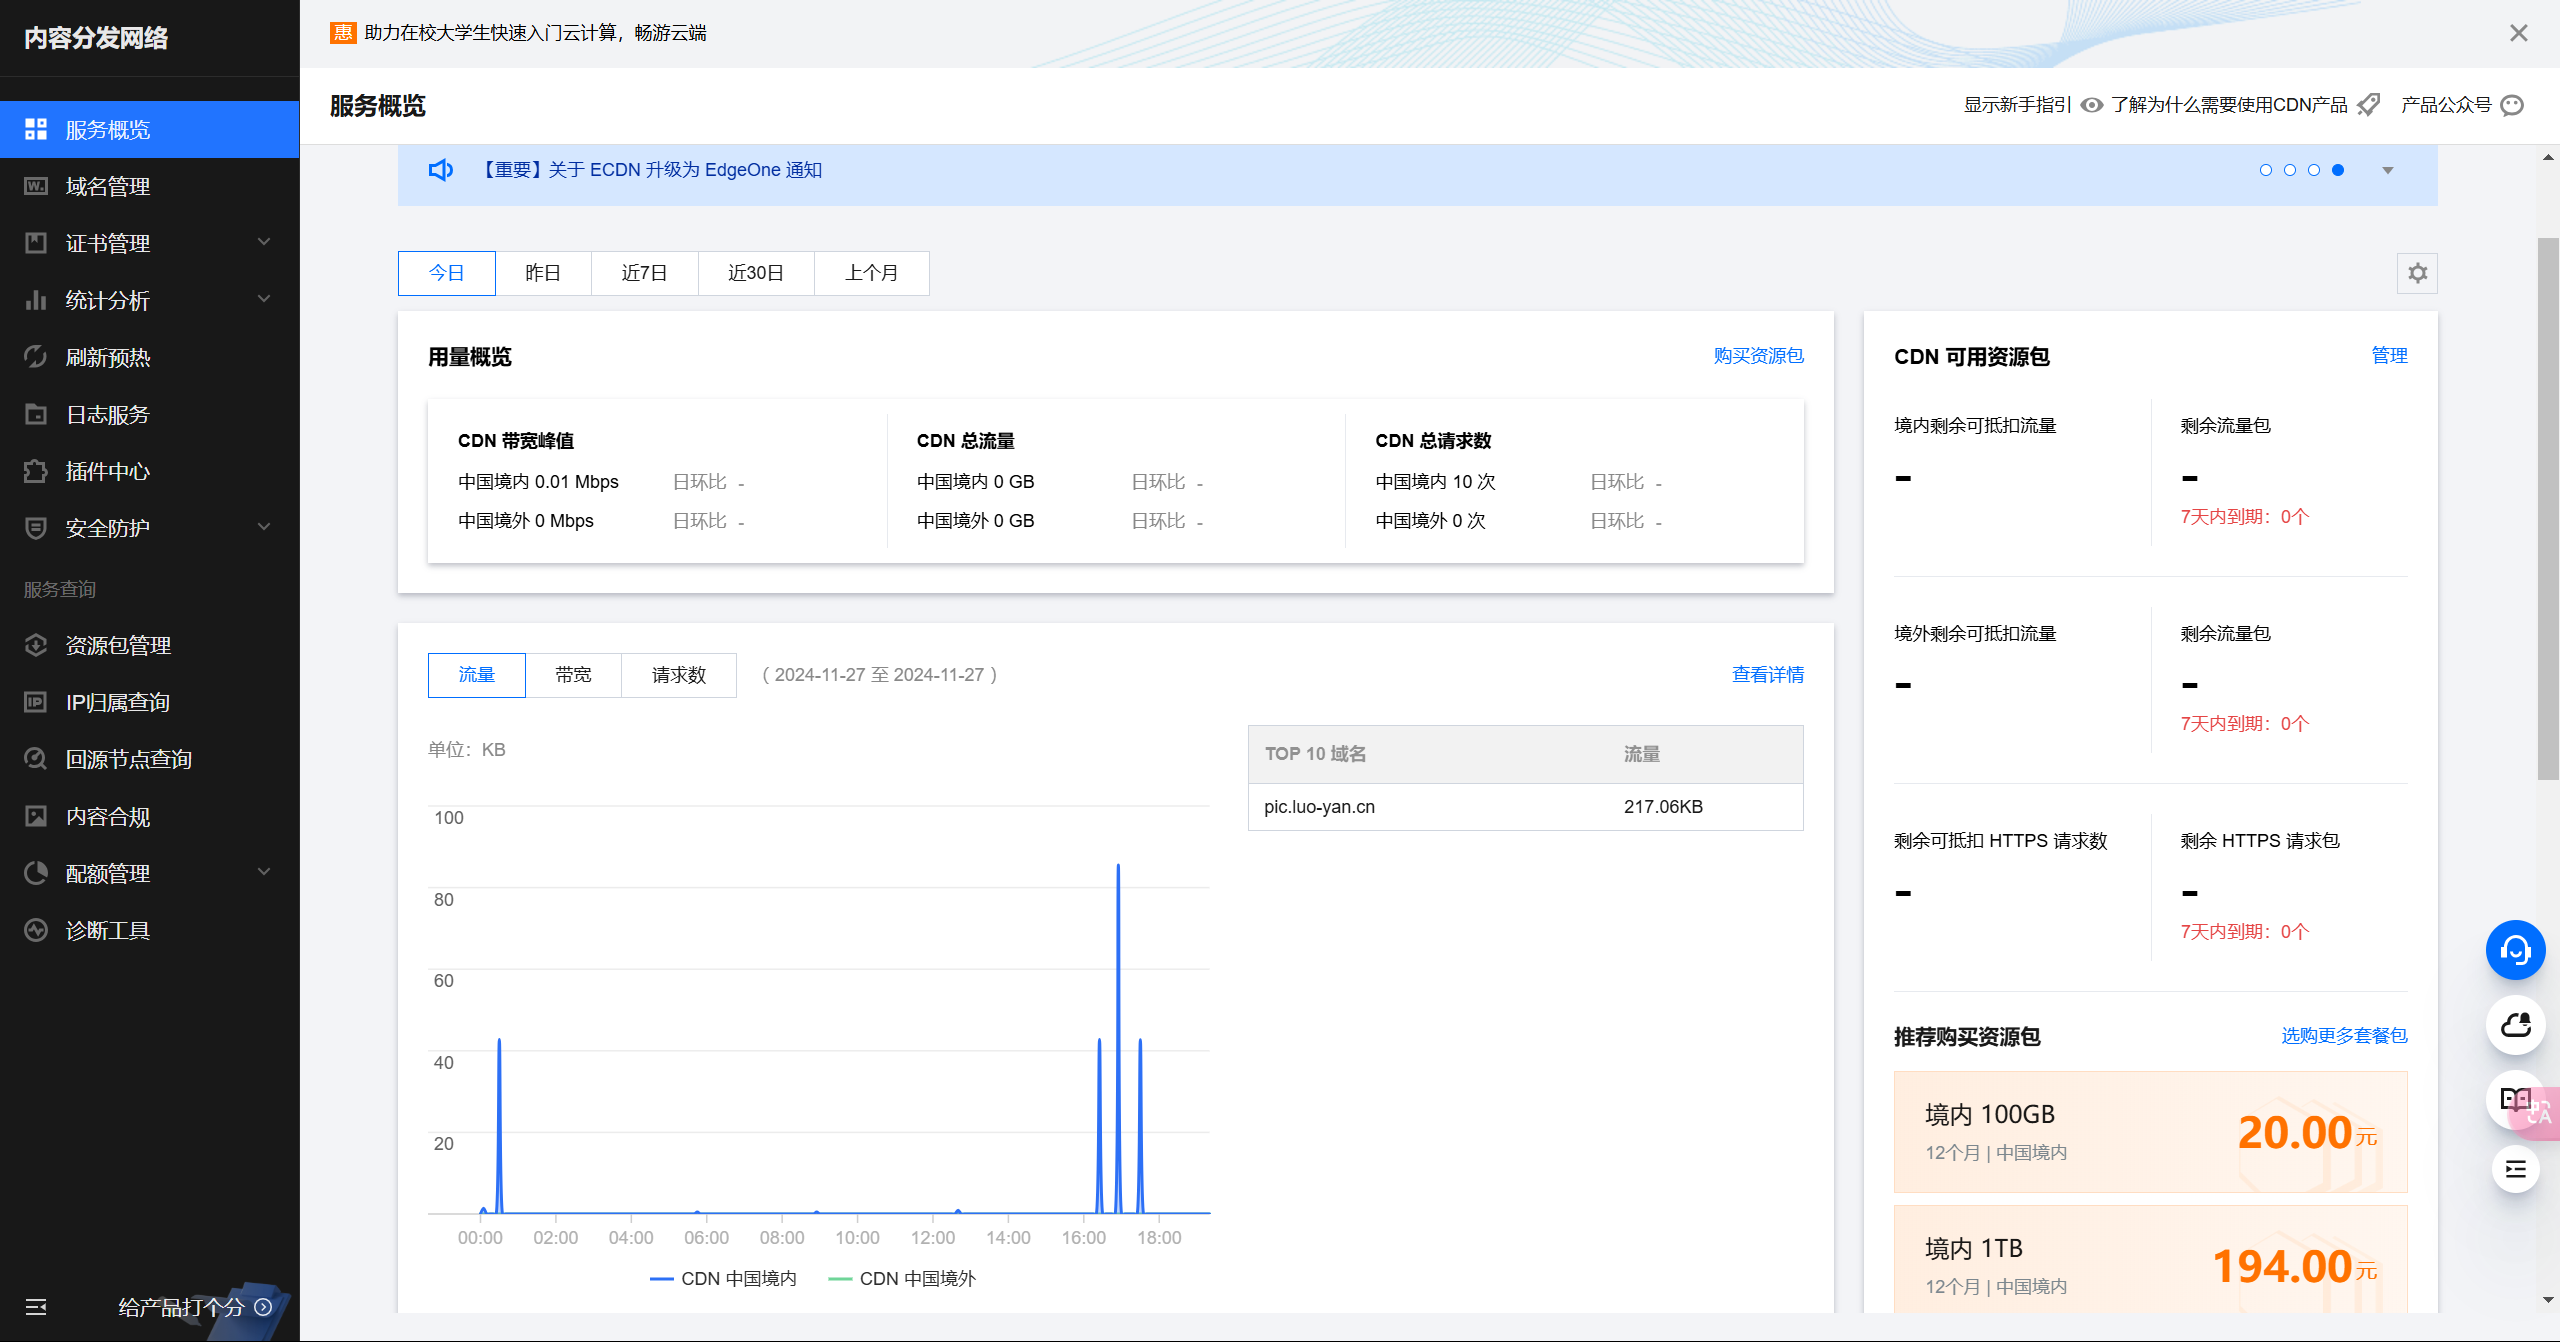 内容分发网络
服务概览
域名管理
证书管理
统计分析
刷新预热
日志服务
插件中心
安全防护
服务查询
资源包管理
IP归属查询
回源节点查询
内容合规
配额管理
诊断工具
给产品打个分
惠 助力在校大学生快速入门云计算，畅游云端
服务概览
显示新手指引 了解为什么需要使用CDN产品 产品公众号
【重要】关于 ECDN 升级为 EdgeOne 通知
今日 昨日 近7日 近30日 上个月
用量概览 购买资源包
CDN 带宽峰值
中国境内 0.01 Mbps 日环比 -
中国境外 0 Mbps 日环比 -
CDN 总流量
中国境内 0 GB 日环比 -
中国境外 0 GB 日环比 -
CDN 总请求数
中国境内 10 次 日环比 -
中国境外 0 次 日环比 -
流量 带宽 请求数 （ 2024-11-27 至 2024-11-27 ） 查看详情
单位：KB
100
80
60
40
20
00:00 02:00 04:00 06:00 08:00 10:00 12:00 14:00 16:00 18:00
CDN 中国境内 CDN 中国境外
TOP 10 域名 流量
pic.luo-yan.cn 217.06KB
CDN 可用资源包 管理
境内剩余可抵扣流量 剩余流量包
- -
7天内到期：0个
境外剩余可抵扣流量 剩余流量包
- -
7天内到期：0个
剩余可抵扣 HTTPS 请求数 剩余 HTTPS 请求包
- -
7天内到期：0个
推荐购买资源包 选购更多套餐包
境内 100GB
12个月 | 中国境内
20.00元
境内 1TB
12个月 | 中国境内
194.00元
中A